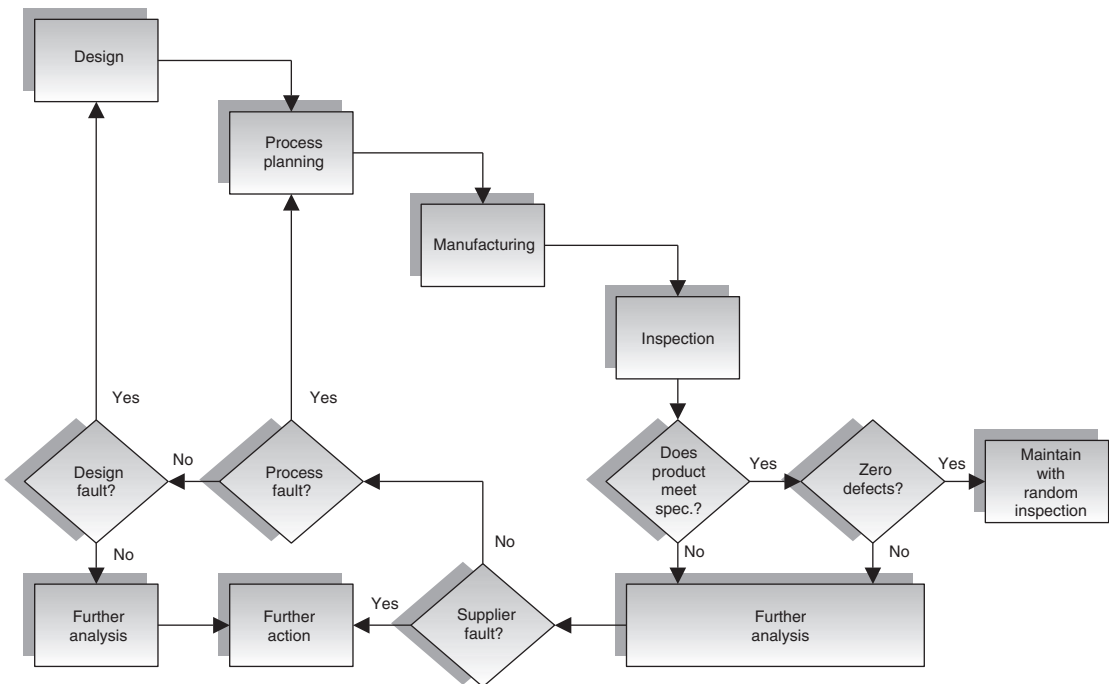 Design
Process
planning
Manufacturing
Inspection
Yes
Yes
Design
fault?
No
Process
fault?
Does
product
meet
spec.?
Yes
Zero
defects?
Yes
Maintain
with
random
inspection
No
No
No
No
Further
analysis
Further
action
Yes
Supplier
fault?
Further
analysis